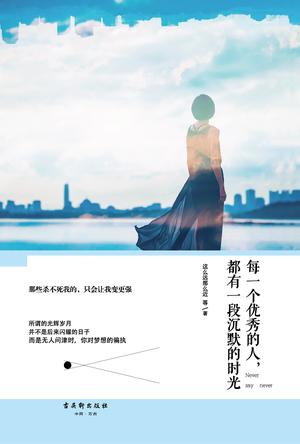 每一个优秀的人，
都有一段沉默的时光
Never
say never
这么远那么近 等/著
那些杀不死我的，只会让我变更强
所谓的光辉岁月
并不是后来闪耀的日子
而是无人问津时，你对梦想的偏执
古吴轩出版社
中国·苏州